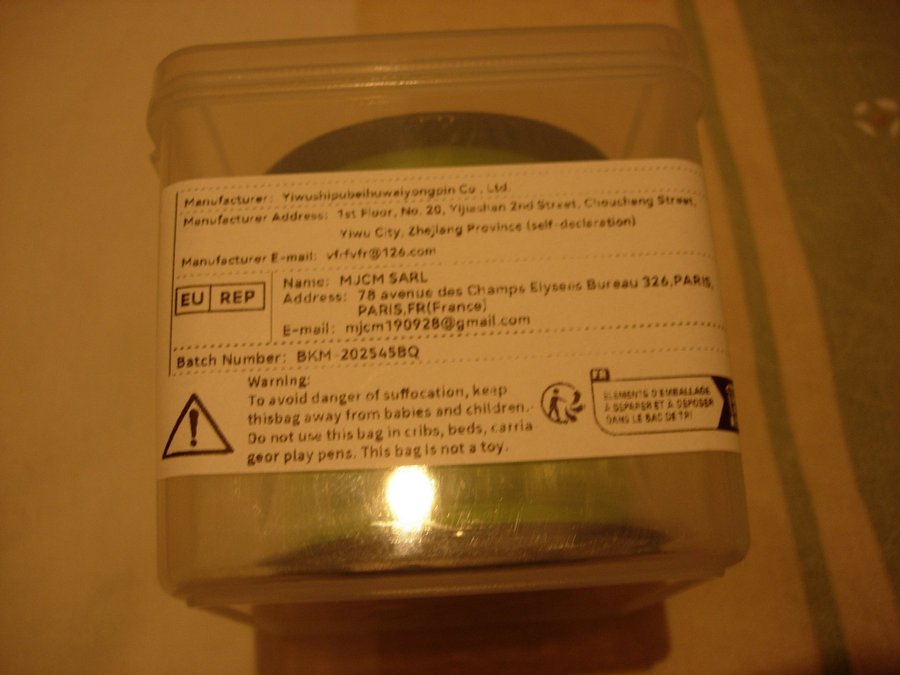 Manufacturer: Yiwushipubeihuwaiyongpin Co., Ltd.
Manufacturer Address: 1st Floor, No. 20, Yijiashan 2nd Street, Choucheng Street,
Yiwu City, Zhejiang Province (self-declaration)
Manufacturer E-mail: vfrfvfr@126.com
EU REP
Name: MJCM SARL
Address: 78 avenue des Champs Elysees Bureau 326,PARIS,
PARIS,FR(France)
E-mail: mjcm190928@gmail.com
Batch Number: BKM-202545BQ
Warning:
To avoid danger of suffocation, keep
thisbag away from babies and children.
Do not use this bag in cribs, beds, carria
geor play pens. This bag is not a toy.
FR
ÉLÉMENTS D'EMBALLAGE
À SÉPARER ET À DÉPOSER
DANS LE BAC DE TRI